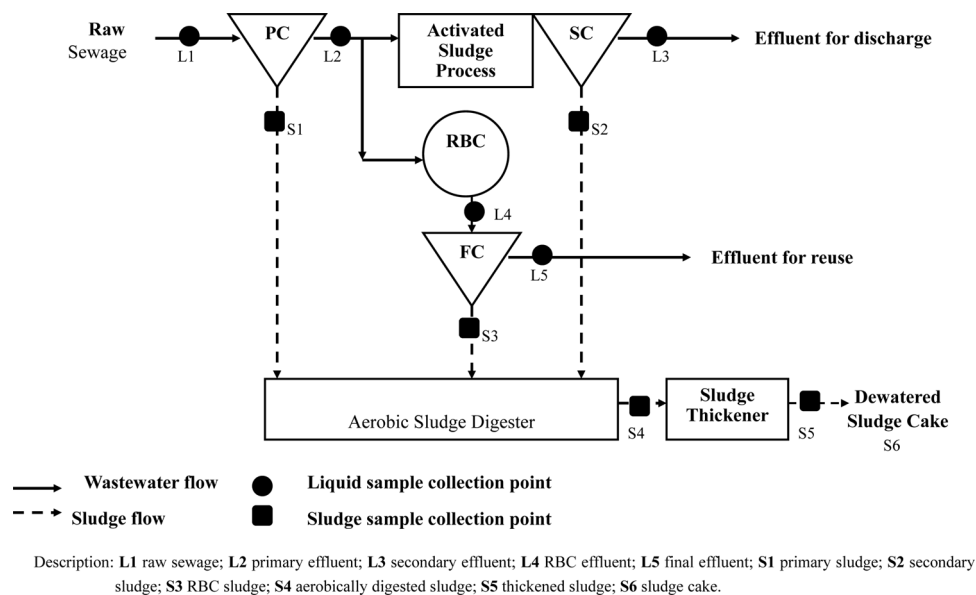 Raw
Sewage
L1
PC
L2
Activated
Sludge
Process
SC
L3
Effluent for discharge
S1
S2
RBC
L4
FC
L5
Effluent for reuse
S3
Aerobic Sludge Digester
S4
Sludge
Thickener
S5
Dewatered
Sludge Cake
S6
Wastewater flow
Liquid sample collection point
Sludge flow
Sludge sample collection point
Description: L1 raw sewage; L2 primary effluent; L3 secondary effluent; L4 RBC effluent; L5 final effluent; S1 primary sludge; S2 secondary
sludge; S3 RBC sludge; S4 aerobically digested sludge; S5 thickened sludge; S6 sludge cake.